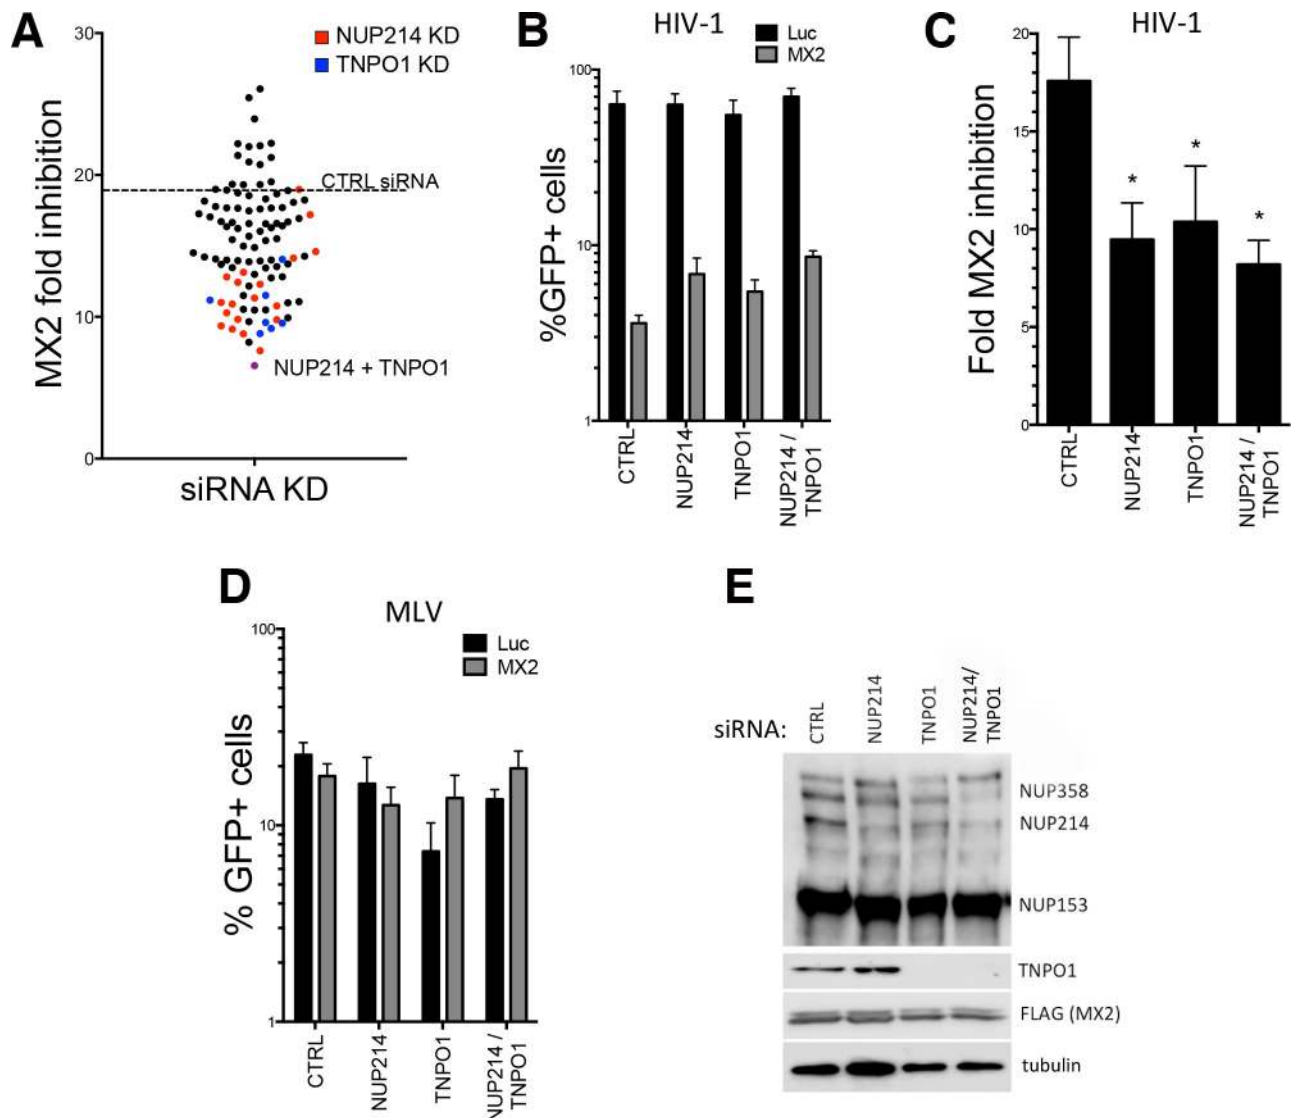 A
MX2 fold inhibition
30
20
10
0
NUP214 KD
TNPO1 KD
CTRL siRNA
NUP214 + TNPO1
siRNA KD
B
HIV-1
Luc
MX2
%GFP+ cells
100
10
1
CTRL
NUP214
TNPO1
NUP214 /
TNPO1
C
HIV-1
Fold MX2 inhibition
20
15
10
5
0
*
*
*
CTRL
NUP214
TNPO1
NUP214 /
TNPO1
D
MLV
Luc
MX2
% GFP+ cells
100
10
1
CTRL
NUP214
TNPO1
NUP214 /
TNPO1
E
siRNA:
CTRL
NUP214
TNPO1
NUP214/
TNPO1
NUP358
NUP214
NUP153
TNPO1
FLAG (MX2)
tubulin